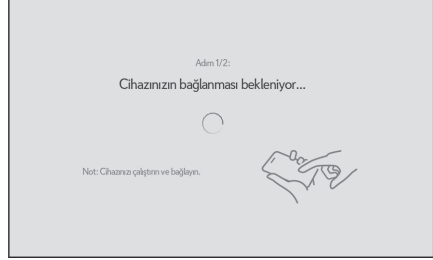 Adım 1/2:
Cihazınızın bağlanması bekleniyor...
Not: Cihazınızı çalıştırın ve bağlayın.